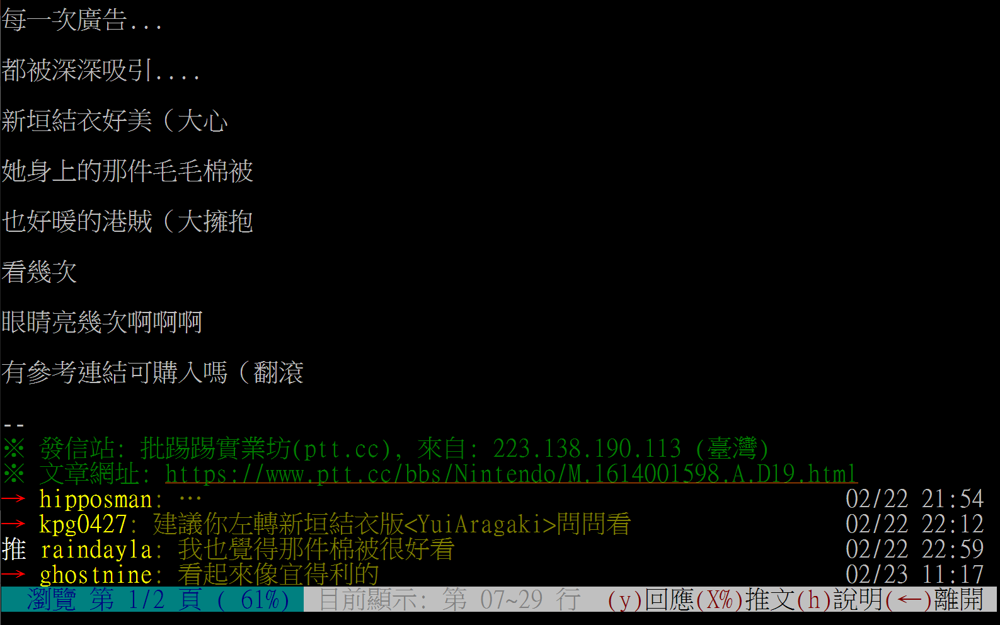 每一次廣告...
都被深深吸引....
新垣結衣好美（大心
她身上的那件毛毛棉被
也好暖的港賊（大擁抱
看幾次
眼睛亮幾次啊啊啊
有參考連結可購入嗎（翻滾
--
※ 發信站: 批踢踢實業坊(ptt.cc), 來自: 223.138.190.113 (臺灣)
※ 文章網址: https://www.ptt.cc/bbs/Nintendo/M.1614001598.A.D19.html
→ hipposman: … 02/22 21:54
→ kpg0427: 建議你左轉新垣結衣版<YuiAragaki>問問看 02/22 22:12
推 raindayla: 我也覺得那件棉被很好看 02/22 22:59
→ ghostnine: 看起來像宜得利的 02/23 11:17
瀏覽 第 1/2 頁 ( 61%) 目前顯示: 第 07~29 行 (y)回應(X%)推文(h)說明(←)離開